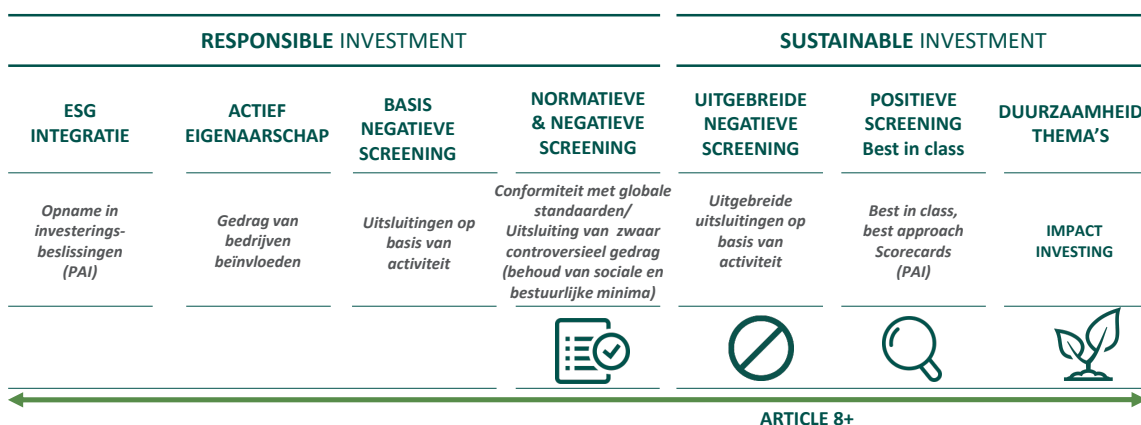 RESPONSIBLE INVESTMENT
SUSTAINABLE INVESTMENT
ESG
INTEGRATIE
ACTIEF
EIGENAARSCHAP
BASIS
NEGATIEVE
SCREENING
NORMATIEVE
& NEGATIEVE
SCREENING
UITGEBREIDE
NEGATIEVE
SCREENING
POSITIEVE
SCREENING
Best in class
DUURZAAMHEID
THEMA'S
Opname in
investerings-
beslissingen
(PAI)
Gedrag van
bedrijven
beïnvloeden
Uitsluitingen op
basis van
activiteit
Conformiteit met globale
standaarden/
Uitsluiting van zwaar
controversieel gedrag
(behoud van sociale en
bestuurlijke minima)
Uitgebreide
uitsluitingen op
basis van
activiteit
Best in class,
best approach
Scorecards
(PAI)
IMPACT
INVESTING
ARTICLE 8+